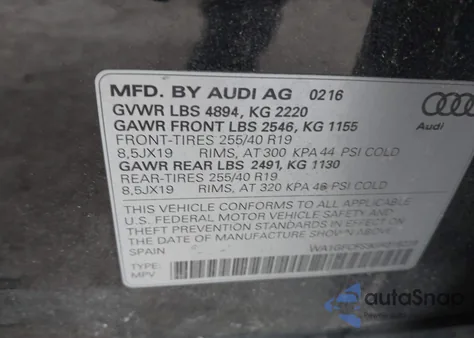 MFD. BY AUDI AG 0216
GVWR LBS 4894, KG 2220
GAWR FRONT LBS 2546, KG 1155
FRONT-TIRES 255/40 R19
8,5JX19 RIMS, AT 300 KPA 44 PSI COLD
GAWR REAR LBS 2491, KG 1130
REAR-TIRES 255/40 R19
8,5JX19 RIMS, AT 320 KPA 46 PSI COLD
THIS VEHICLE CONFORMS TO ALL APPLICABLE
U.S. FEDERAL MOTOR VEHICLE SAFETY AND
THEFT PREVENTION STANDARDS IN EFFECT ON
THE DATE OF MANUFACTURE SHOWN ABOVE
TYPE:
MPV
Audi
autoSnap